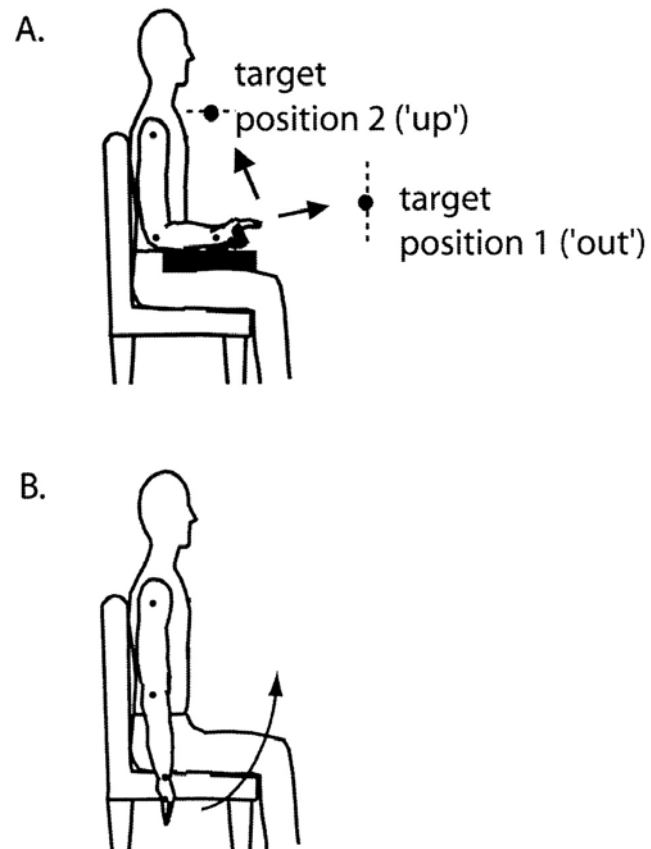 A.
target
position 2 ('up')
target
position 1 ('out')
B.